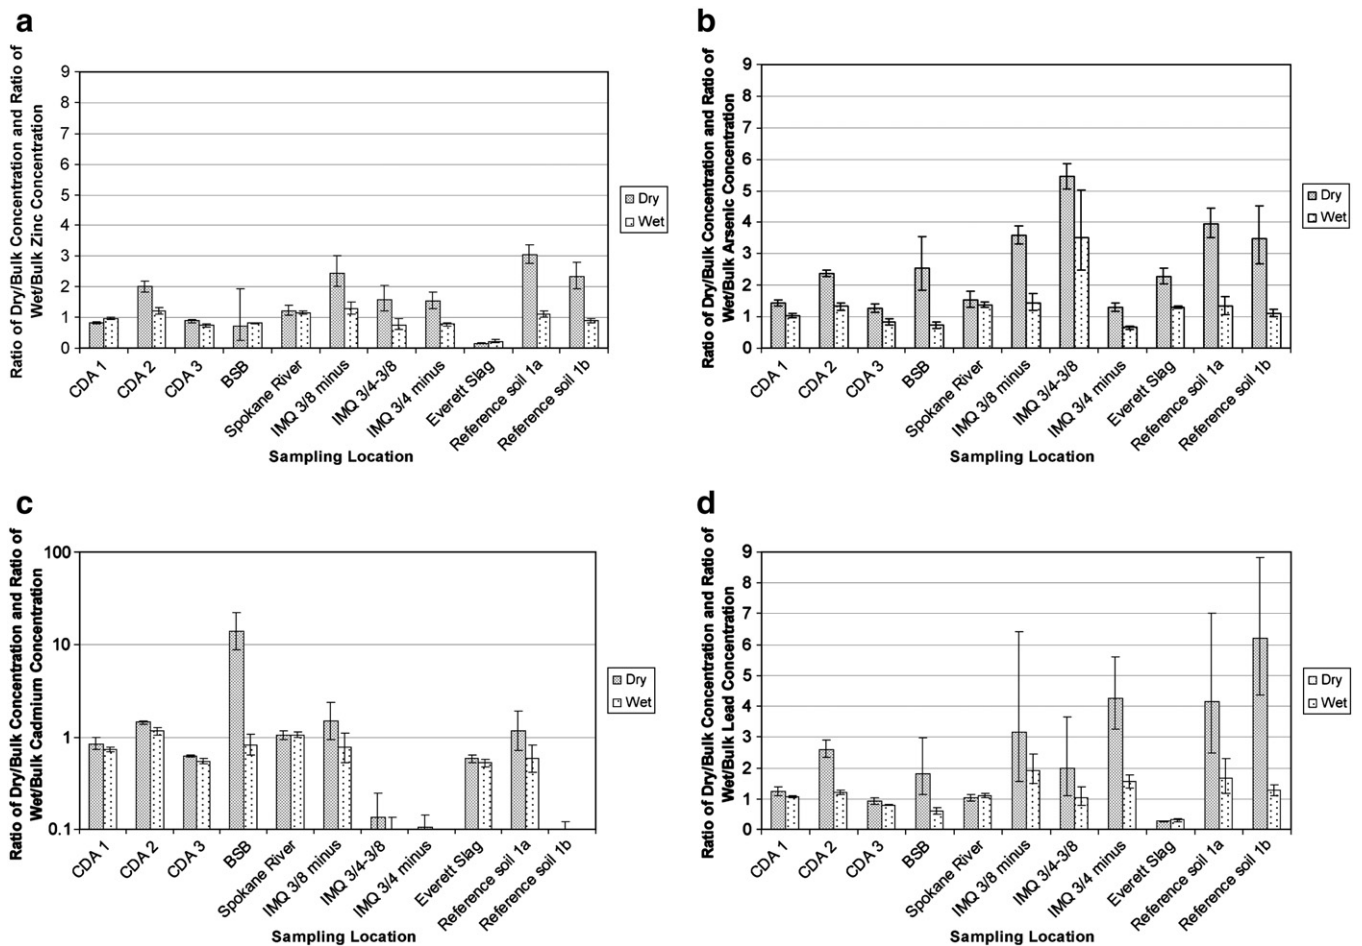 a
Ratio of Dry/Bulk Concentration and Ratio of
Wet/Bulk Zinc Concentration
9
8
7
6
5
4
3
2
1
0
CDA 1
CDA 2
CDA 3
BSB
Spokane River
IMQ 3/8 minus
IMQ 3/4-3/8
IMQ 3/4 minus
Everett Slag
Reference soil 1a
Reference soil 1b
Sampling Location
Dry
Wet
b
Ratio of Dry/Bulk Concentration and Ratio of
Wet/Bulk Arsenic Concentration
9
8
7
6
5
4
3
2
1
0
CDA 1
CDA 2
CDA 3
BSB
Spokane River
IMQ 3/8 minus
IMQ 3/4-3/8
IMQ 3/4 minus
Everett Slag
Reference soil 1a
Reference soil 1b
Sampling Location
Dry
Wet
c
Ratio of Dry/Bulk Concentration and Ratio of
Wet/Bulk Cadmium Concentration
100
10
1
0.1
CDA 1
CDA 2
CDA 3
BSB
Spokane River
IMQ 3/8 minus
IMQ 3/4-3/8
IMQ 3/4 minus
Everett Slag
Reference soil 1a
Reference soil 1b
Sampling Location
Dry
Wet
d
Ratio of Dry/Bulk Concentration and Ratio of
Wet/Bulk Lead Concentration
9
8
7
6
5
4
3
2
1
0
CDA 1
CDA 2
CDA 3
BSB
Spokane River
IMQ 3/8 minus
IMQ 3/4-3/8
IMQ 3/4 minus
Everett Slag
Reference soil 1a
Reference soil 1b
Sampling Location
Dry
Wet